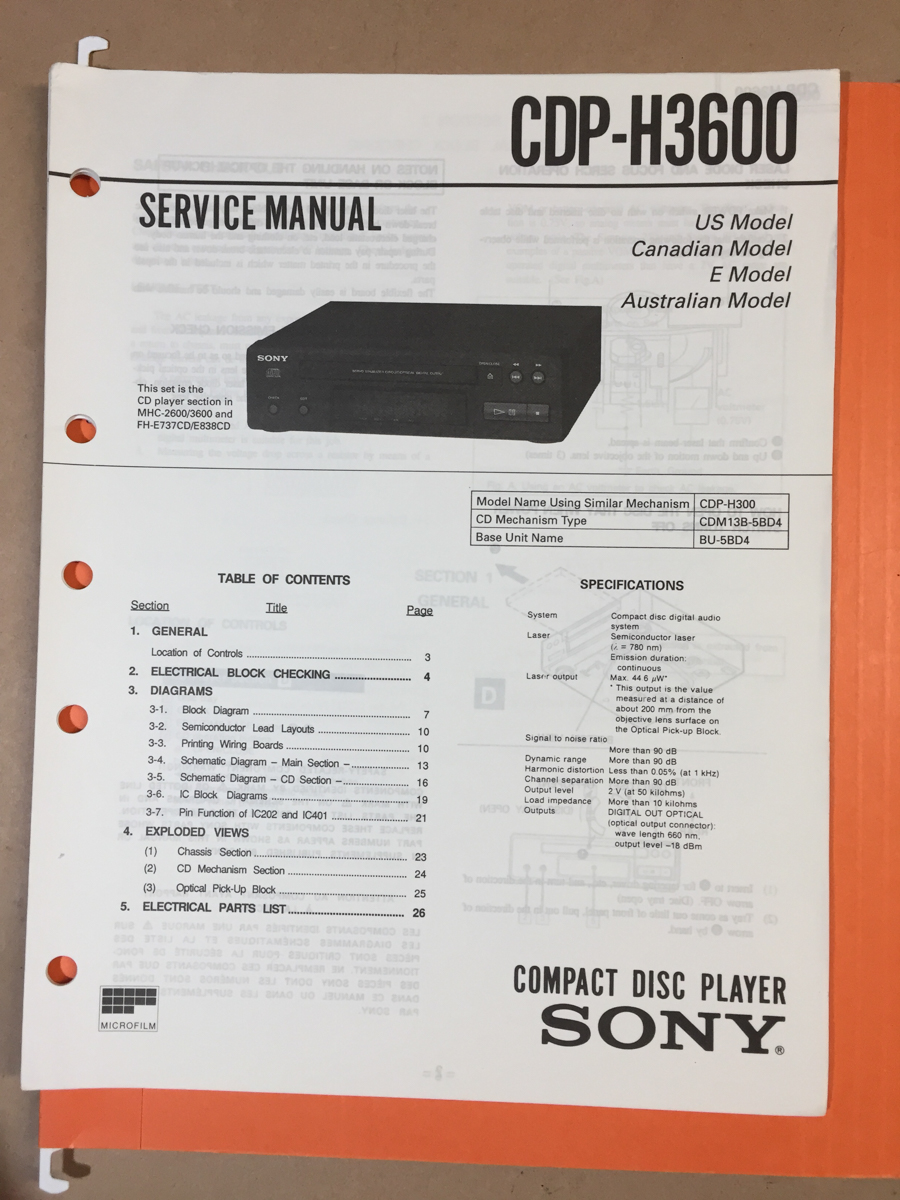 CDP-H3600
SERVICE MANUAL
US Model
Canadian Model
E Model
Australian Model
SONY
This set is the
CD player section in
MHC-2600/3600 and
FH-E737CD/E838CD
Model Name Using Similar Mechanism CDP-H300
CD Mechanism Type CDM13B-5BD4
Base Unit Name BU-5BD4
TABLE OF CONTENTS
Section Title Page
1. GENERAL
Location of Controls 3
2. ELECTRICAL BLOCK CHECKING 4
3. DIAGRAMS
3-1. Block Diagram 7
3-2. Semiconductor Lead Layouts 10
3-3. Printing Wiring Boards 10
3-4. Schematic Diagram – Main Section – 13
3-5. Schematic Diagram – CD Section – 16
3-6. IC Block Diagrams 19
3-7. Pin Function of IC202 and IC401 21
4. EXPLODED VIEWS
(1) Chassis Section 23
(2) CD Mechanism Section 24
(3) Optical Pick-Up Block 25
5. ELECTRICAL PARTS LIST 26
SPECIFICATIONS
System Compact disc digital audio
system
Laser Semiconductor laser
(λ = 780 nm)
Emission duration:
continuous
Laser output Max. 44.6 μW*
* This output is the value
measured at a distance of
about 200 mm from the
objective lens surface on
the Optical Pick-up Block.
Signal to noise ratio
More than 90 dB
Dynamic range More than 90 dB
Harmonic distortion Less than 0.05% (at 1 kHz)
Channel separation More than 90 dB
Output level 2 V (at 50 kilohms)
Load impedance More than 10 kilohms
Outputs DIGITAL OUT OPTICAL
(optical output connector):
wave length 660 nm,
output level –18 dBm
MICROFILM
COMPACT DISC PLAYER
SONY®